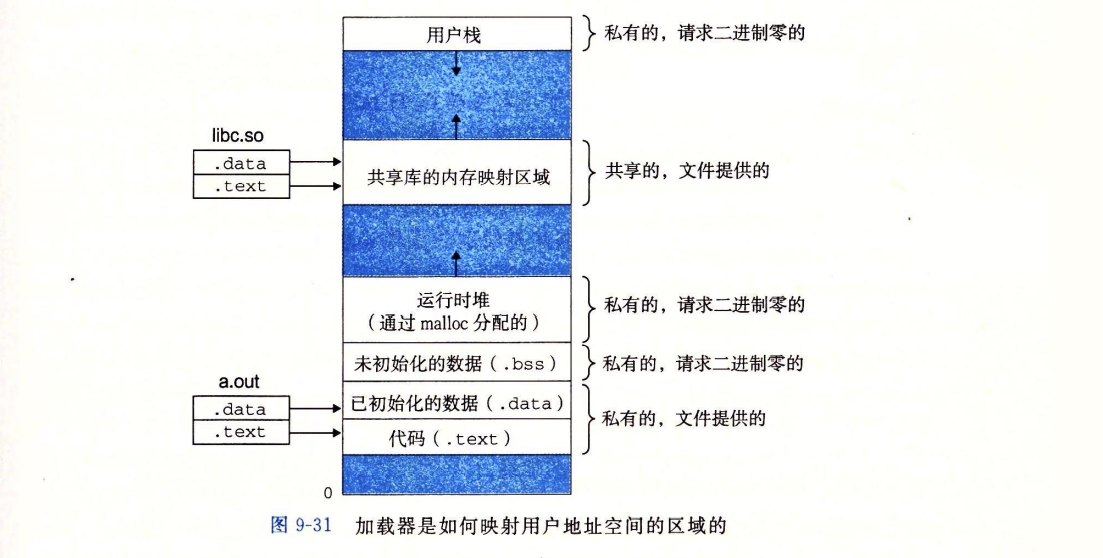 用户栈
私有的，请求二进制零的
libc.so
.data
.text
共享库的内存映射区域
共享的，文件提供的
运行时堆
（通过 malloc 分配的）
私有的，请求二进制零的
未初始化的数据（.bss）
私有的，请求二进制零的
a.out
.data
.text
已初始化的数据（.data）
代码（.text）
私有的，文件提供的
0
图 9-31 加载器是如何映射用户地址空间的区域的